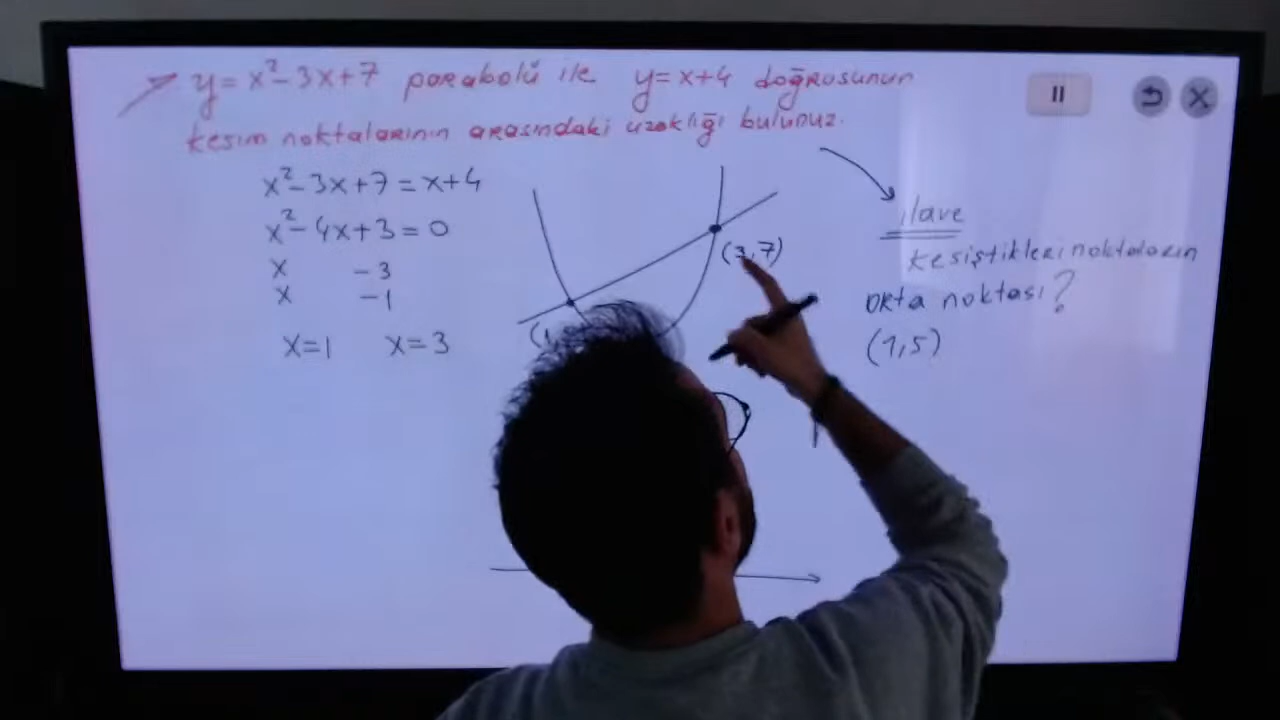 y = x² - 3x + 7 parabolü ile y = x + 4 doğrusunun
kesim noktalarının arasındaki uzaklığı bulunuz.
x² - 3x + 7 = x + 4
x² - 4x + 3 = 0
x - 3
x - 1
x = 1 x = 3
(3,7)
(1,
ilave
kesiştikleri noktaların
orta noktası?
(1,5)